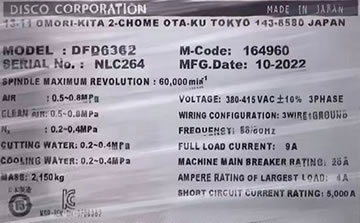 DISCO CORPORATION
13-11 OMORI-KITA 2-CHOME OTA-KU TOKYO 143-8580 JAPAN
MODEL : DFD6362 M-Code: 164960
SERIAL No. : NLC264 MFG.Date: 10-2022
SPINDLE MAXIMUM REVOLUTION : 60,000min⁻¹
AIR : 0.5~0.8MPa VOLTAGE: 380-415VAC ±10% 3PHASE
CLEAN AIR : 0.5~0.8MPa WIRING CONFIGURATION: 3WIRE+GROUND
N₂ : 0.2~0.4MPa FREQUENCY: 50/60Hz
CUTTING WATER: 0.2~0.4MPa FULL LOAD CURRENT: 9A
COOLING WATER: 0.2~0.4MPa MACHINE MAIN BREAKER RATING: 20A
MASS: 2,150kg AMPERE RATING OF LARGEST LOAD: 4A
SHORT CIRCUIT CURRENT RATING: 5,000A